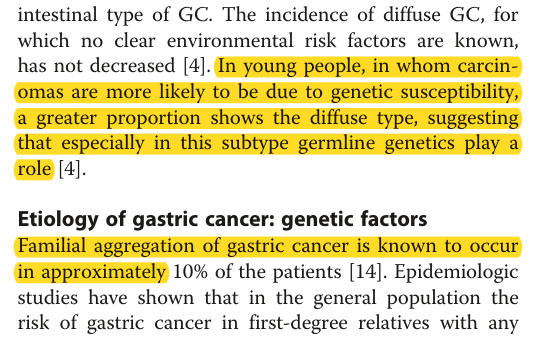 intestinal type of GC. The incidence of diffuse GC, for
which no clear environmental risk factors are known,
has not decreased [4]. In young people, in whom carcin-
omas are more likely to be due to genetic susceptibility,
a greater proportion shows the diffuse type, suggesting
that especially in this subtype germline genetics play a
role [4].
Etiology of gastric cancer: genetic factors
Familial aggregation of gastric cancer is known to occur
in approximately 10% of the patients [14]. Epidemiologic
studies have shown that in the general population the
risk of gastric cancer in first-degree relatives with any